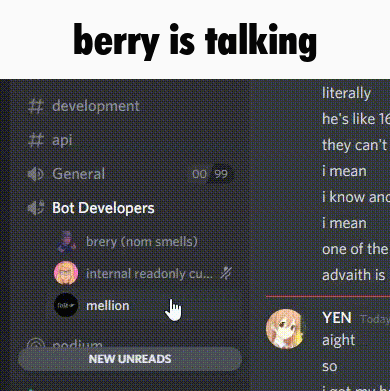 berry is talking
# development
# api
General 00 99
Bot Developers
brery (nom smells)
internal readonly cu...
mellion
podium
NEW UNREADS
literally
he's like 16
they can't
i mean
i know and
i mean
one of the
advaith is
YEN Today
aight
so